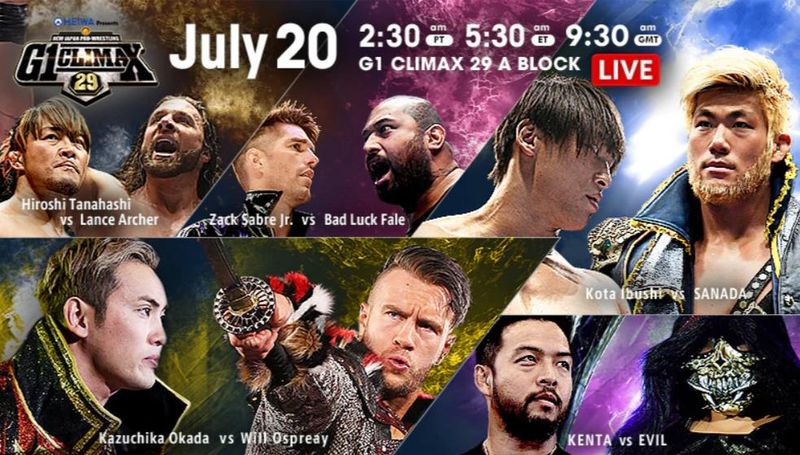 HEIWA Presents
NEW JAPAN PRO-WRESTLING
G1 CLIMAX
29
July 20
2:30 am PT 5:30 am ET 9:30 am GMT
G1 CLIMAX 29 A BLOCK LIVE
Hiroshi Tanahashi
vs Lance Archer
Zack Sabre Jr. vs Bad Luck Fale
Kota Ibushi vs SANADA
Kazuchika Okada vs Will Ospreay
KENTA vs EVIL